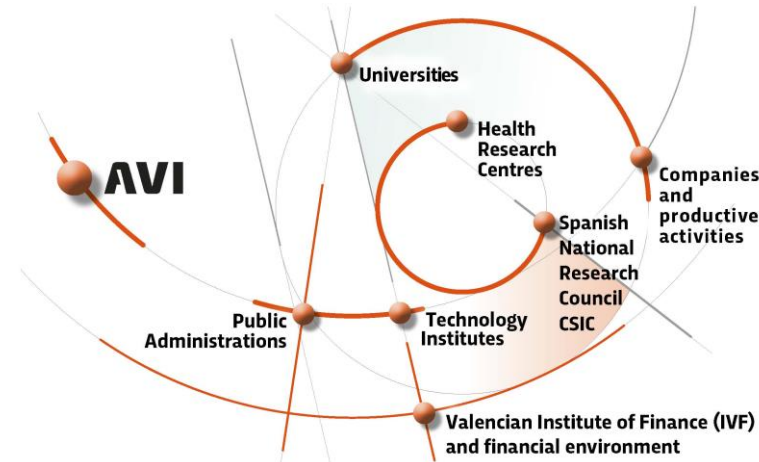 Universities
Health
Research
Centres
AVI
Companies
and
productive
activities
Spanish
National
Research
Council
CSIC
Public
Administrations
Technology
Institutes
Valencian Institute of Finance (IVF)
and financial environment